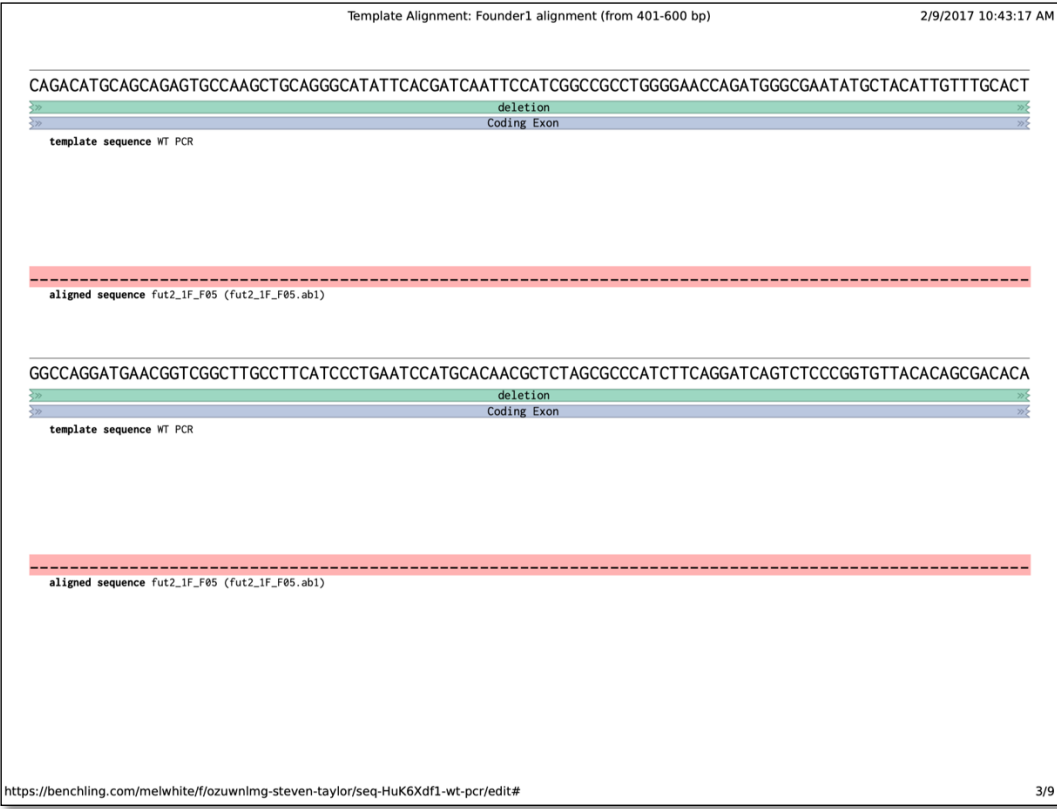 Template Alignment: Founder1 alignment (from 401-600 bp) 2/9/2017 10:43:17 AM
CAGACATGCAGCAGAGTGCCAAGCTGCAGGGCATATTCACGATCAATTCCATCGGCCGCCTGGGGAACCAGATGGGCGAATATGCTACATTGTTTGCACT
deletion
Coding Exon
template sequence WT PCR
----------------------------------------------------------------------------------------------------
aligned sequence fut2_1F_F05 (fut2_1F_F05.ab1)
GGCCAGGATGAACGGTCGGCTTGCCTTCATCCCTGAATCCATGCACAACGCTCTAGCGCCCATCTTCAGGATCAGTCTCCCGGTGTTACACAGCGACACA
deletion
Coding Exon
template sequence WT PCR
----------------------------------------------------------------------------------------------------
aligned sequence fut2_1F_F05 (fut2_1F_F05.ab1)
https://benchling.com/melwhite/f/ozuwnlmg-steven-taylor/seq-HuK6Xdf1-wt-pcr/edit# 3/9